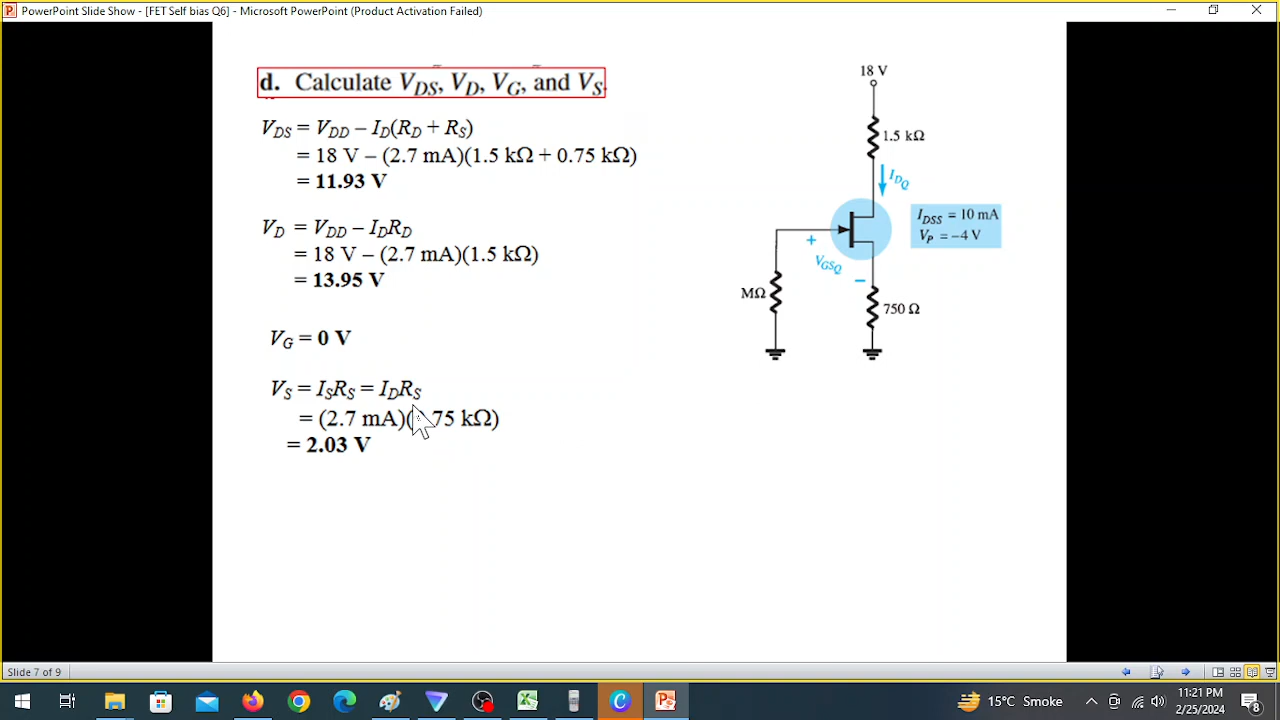 PowerPoint Slide Show - [FET Self bias Q6] - Microsoft PowerPoint (Product Activation Failed)
d. Calculate VDS, VD, VG, and VS.
VDS = VDD – ID(RD + RS)
= 18 V – (2.7 mA)(1.5 kΩ + 0.75 kΩ)
= 11.93 V
VD = VDD – IDRD
= 18 V – (2.7 mA)(1.5 kΩ)
= 13.95 V
VG = 0 V
VS = ISRS = IDRS
= (2.7 mA)( .75 kΩ)
= 2.03 V
18 V
1.5 kΩ
IDQ
IDSS = 10 mA
VP = –4 V
+
VGSQ
–
MΩ
750 Ω
Slide 7 of 9
15°C Smoke
11:21 PM
2/25/2024
8